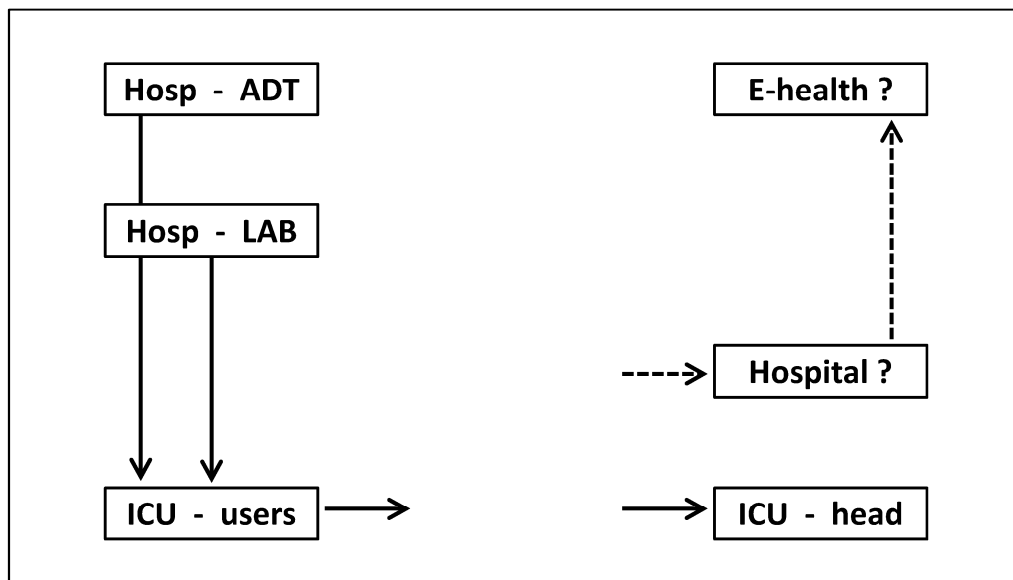 Hosp - ADT
E-health ?
Hosp - LAB
Hospital ?
ICU - users
ICU - head